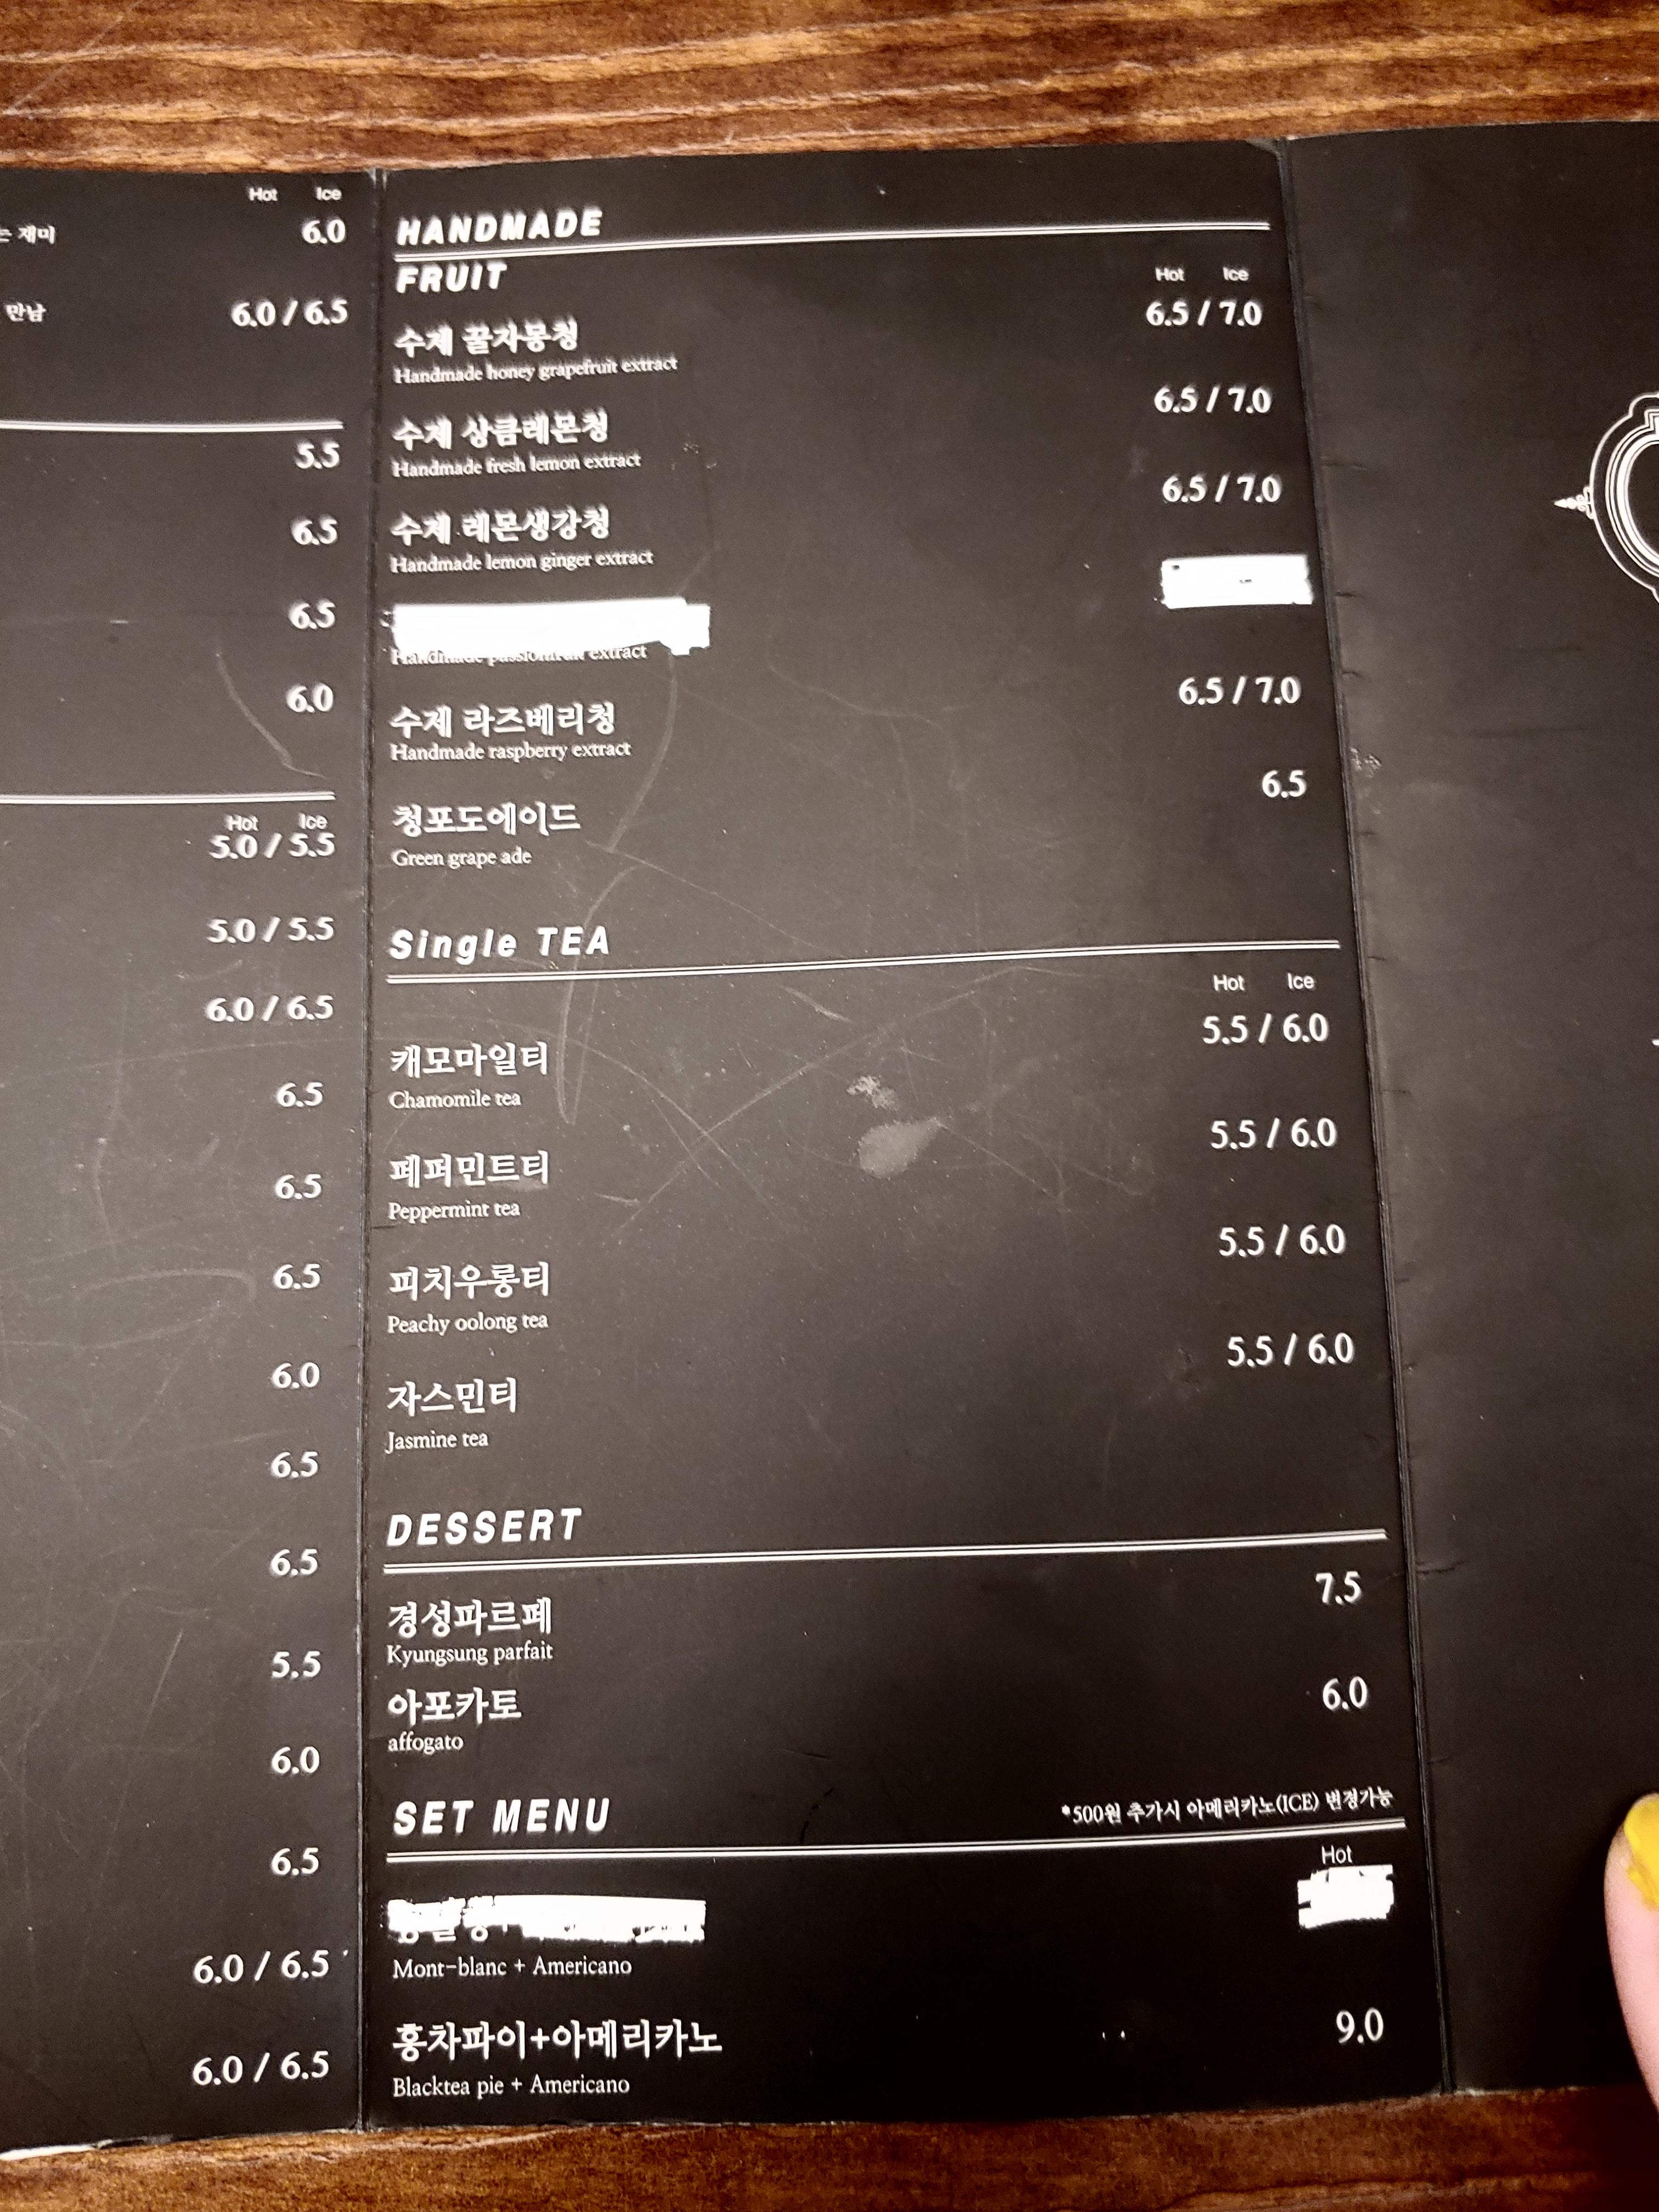 Hot Ice
는 재미 6.0
만남 6.0 / 6.5
5.5
6.5
6.5
6.0
Hot Ice
5.0 / 5.5
5.0 / 5.5
6.0 / 6.5
6.5
6.5
6.5
6.0
6.5
6.5
5.5
6.0
6.5
6.0 / 6.5
6.0 / 6.5
HANDMADE
FRUIT
Hot Ice
수제 꿀자몽청 6.5 / 7.0
Handmade honey grapefruit extract
수제 상큼레몬청 6.5 / 7.0
Handmade fresh lemon extract
수제 레몬생강청 6.5 / 7.0
Handmade lemon ginger extract
Handmade passionfruit extract
수제 라즈베리청 6.5 / 7.0
Handmade raspberry extract
청포도에이드 6.5
Green grape ade
Single TEA
Hot Ice
캐모마일티 5.5 / 6.0
Chamomile tea
페퍼민트티 5.5 / 6.0
Peppermint tea
피치우롱티 5.5 / 6.0
Peachy oolong tea
자스민티 5.5 / 6.0
Jasmine tea
DESSERT
경성파르페 7.5
Kyungsung parfait
아포카토 6.0
affogato
SET MENU *500원 추가시 아메리카노(ICE) 변경가능
Hot
Mont-blanc + Americano
홍차파이+아메리카노 9.0
Blacktea pie + Americano